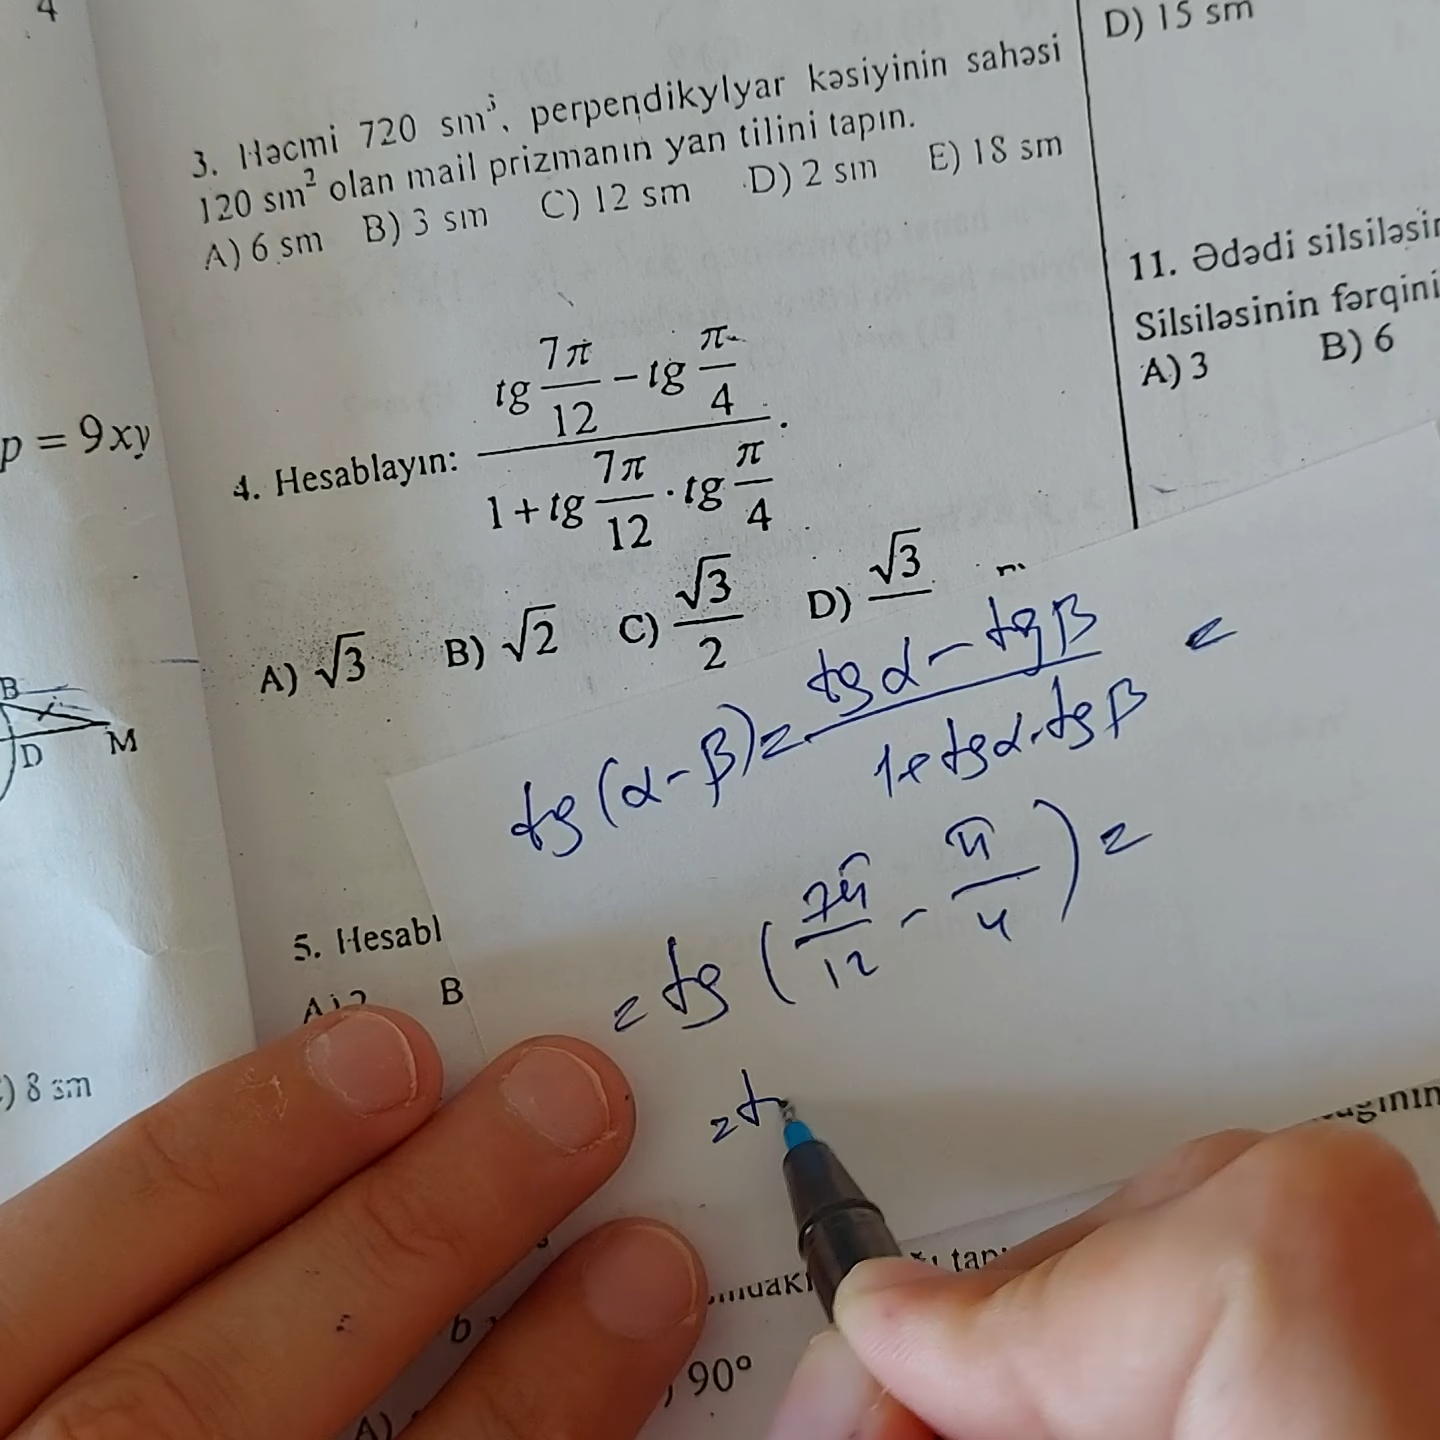 4
p = 9xy
B
D
M
8 sm
3. Həcmi 720 sm³, perpendikylyar kəsiyinin sahəsi
120 sm² olan mail prizmanın yan tilini tapın.
A) 6 sm B) 3 sm C) 12 sm D) 2 sm E) 18 sm
4. Hesablayın: (tg 7π/12 − tg π/4) / (1 + tg 7π/12 · tg π/4).
A) √3 B) √2 C) √3/2 D) √3
tg(α-β) = (tgα - tgβ) / (1+tgα·tgβ) =
= tg (7π/12 - π/4) =
= t
5. Hesabl
B
b
90°
A)
D) 15 sm
11. Ədədi
Silsiləsinin
A) 3 B) 6